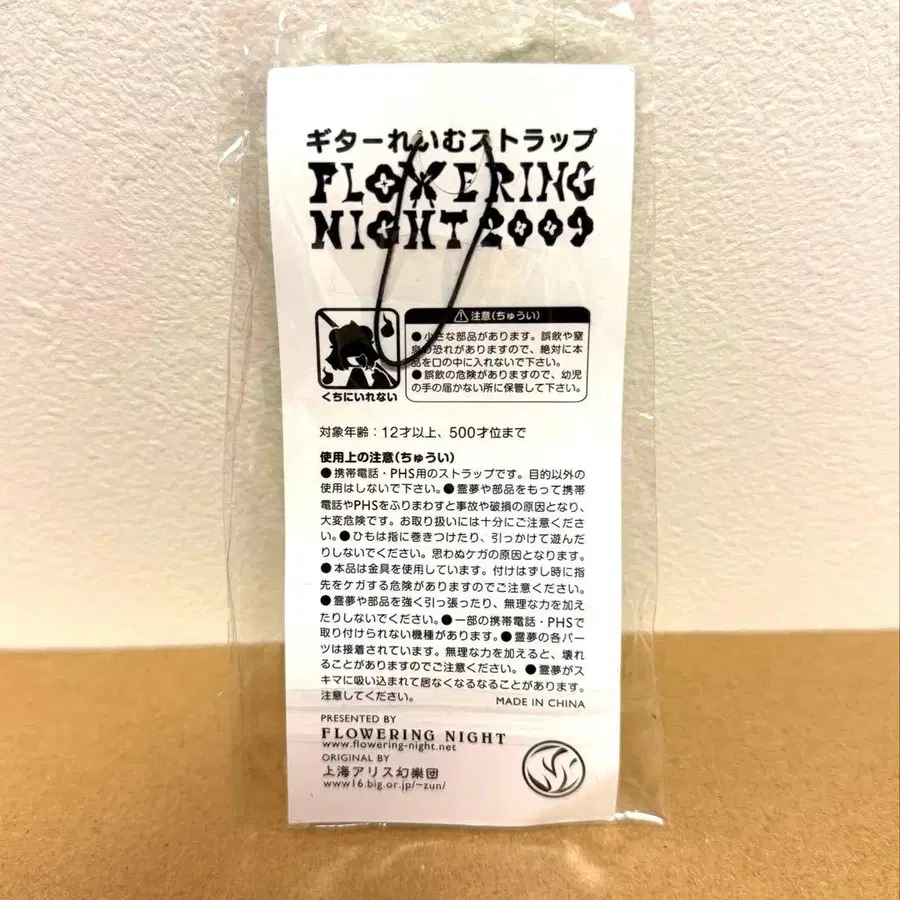 ギターれいむストラップ
FLOWERING
NIGHT 2009
注意(ちゅうい)
●小さな部品があります。誤飲や窒
息の恐れがありますので、絶対に本
品を口の中に入れないで下さい。
●誤飲の危険がありますので、幼児
の手の届かない所に保管して下さい。
くちにいれない
対象年齢：12才以上、500才位まで
使用上の注意(ちゅうい)
●携帯電話・PHS用のストラップです。目的以外の
使用はしないで下さい。●霊夢や部品をもって携帯
電話やPHSをふりまわすと事故や破損の原因となり、
大変危険です。お取り扱いには十分にご注意くださ
い。●ひもは指に巻きつけたり、引っかけて遊んだ
りしないでください。思わぬケガの原因となります。
●本品は金具を使用しています。付けはずし時に指
先をケガする危険がありますのでご注意ください。
●霊夢や部品を強く引っ張ったり、無理な力を加え
たりしないでください。●一部の携帯電話・PHSで
取り付けられない機種があります。●霊夢の各パー
ツは接着されています。無理な力を加えると、壊れ
ることがありますのでご注意ください。●霊夢がス
キマに吸い込まれて居なくなるなることがあります。
注意してください。
MADE IN CHINA
PRESENTED BY
FLOWERING NIGHT
www.flowering-night.net
ORIGINAL BY
上海アリス幻樂団
www16.big.or.jp/~zun/